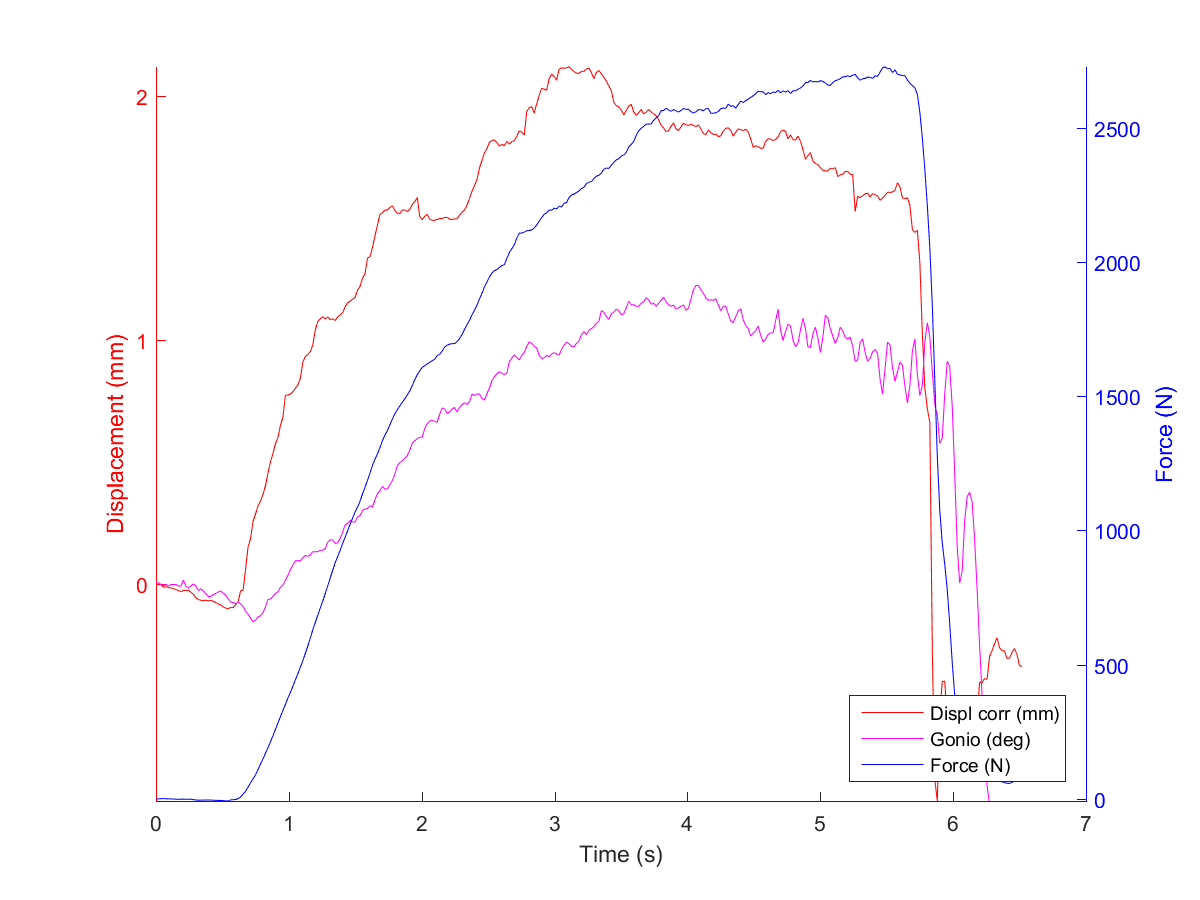 2
1
0
Displacement (mm)
2500
2000
1500
1000
500
0
Force (N)
Displ corr (mm)
Gonio (deg)
Force (N)
0 1 2 3 4 5 6 7
Time (s)